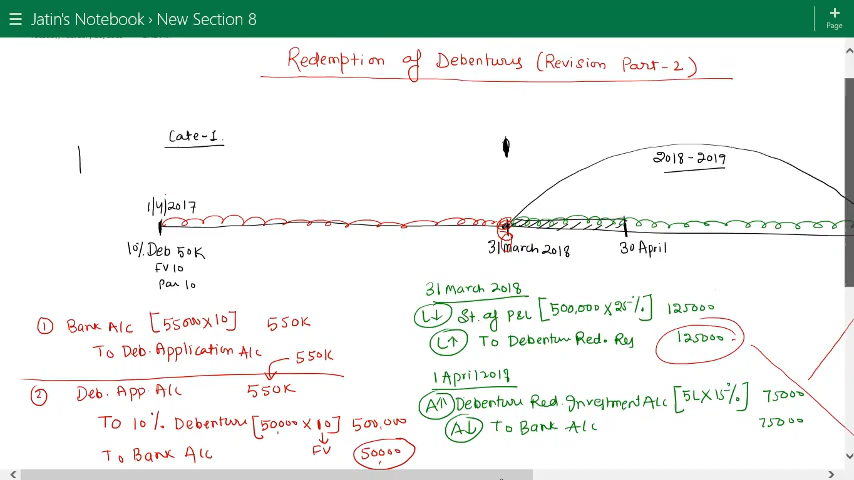 Jatin's Notebook › New Section 8
Page
Redemption of Debentures (Revision Part-2)
Cate-1.
2018-2019
1/4/2017
10% Deb 50K
FV 10
Par 10
31 March 2018
30 April
① Bank A/c [55000×10] 550K
To Deb. Application A/c 550K
② Deb. App. A/c 550K
To 10% Debenture [50000×10] 500,000
FV
To Bank A/c 50000
31 March 2018
L↓ St. of P&L [500,000×25%] 125000
L↑ To Debenture Red. Res 125000
1 April 2018
A↑ Debenture Red. Investment A/c [5L×15%] 75000
A↓ To Bank A/c 75000